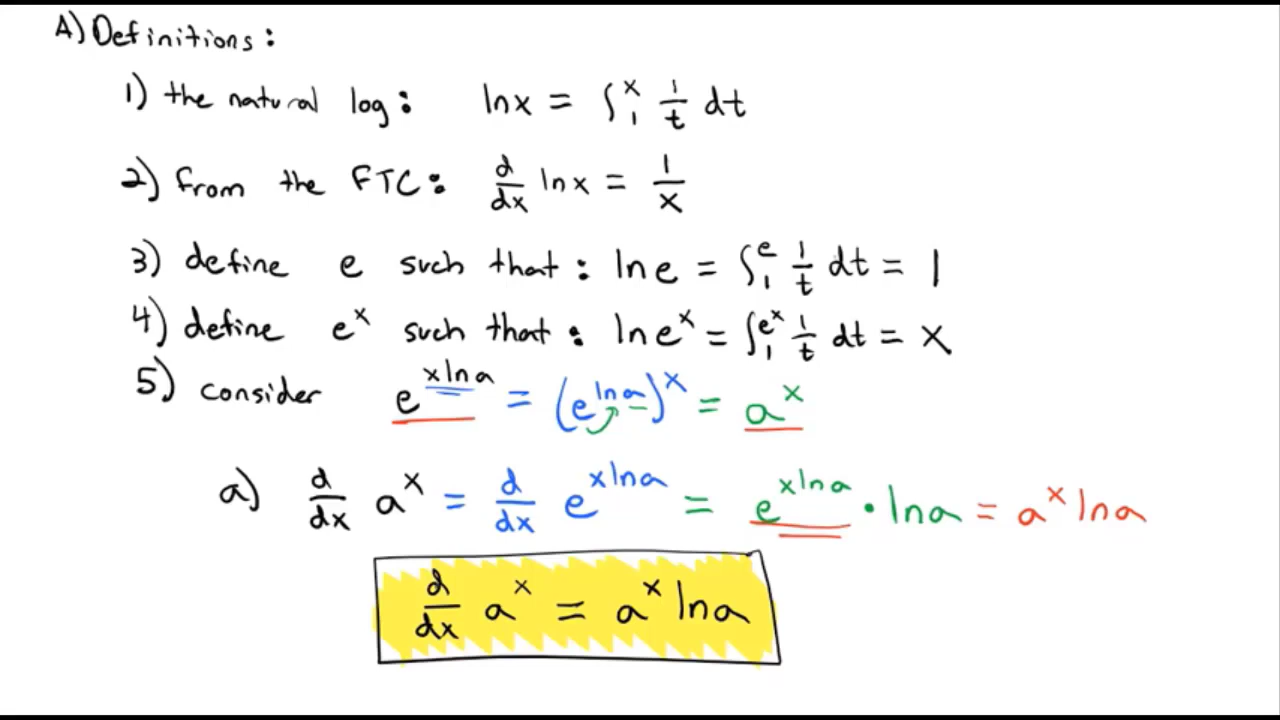 A) Definitions:
1) the natural log: ln x = ∫₁ˣ 1/t dt
2) from the FTC: d/dx ln x = 1/x
3) define e such that: ln e = ∫₁ᵉ 1/t dt = 1
4) define eˣ such that: ln eˣ = ∫₁^(eˣ) 1/t dt = x
5) consider e^(x ln a) = (e^(ln a))ˣ = aˣ
a) d/dx aˣ = d/dx e^(x ln a) = e^(x ln a) · ln a = aˣ ln a
d/dx aˣ = aˣ ln a